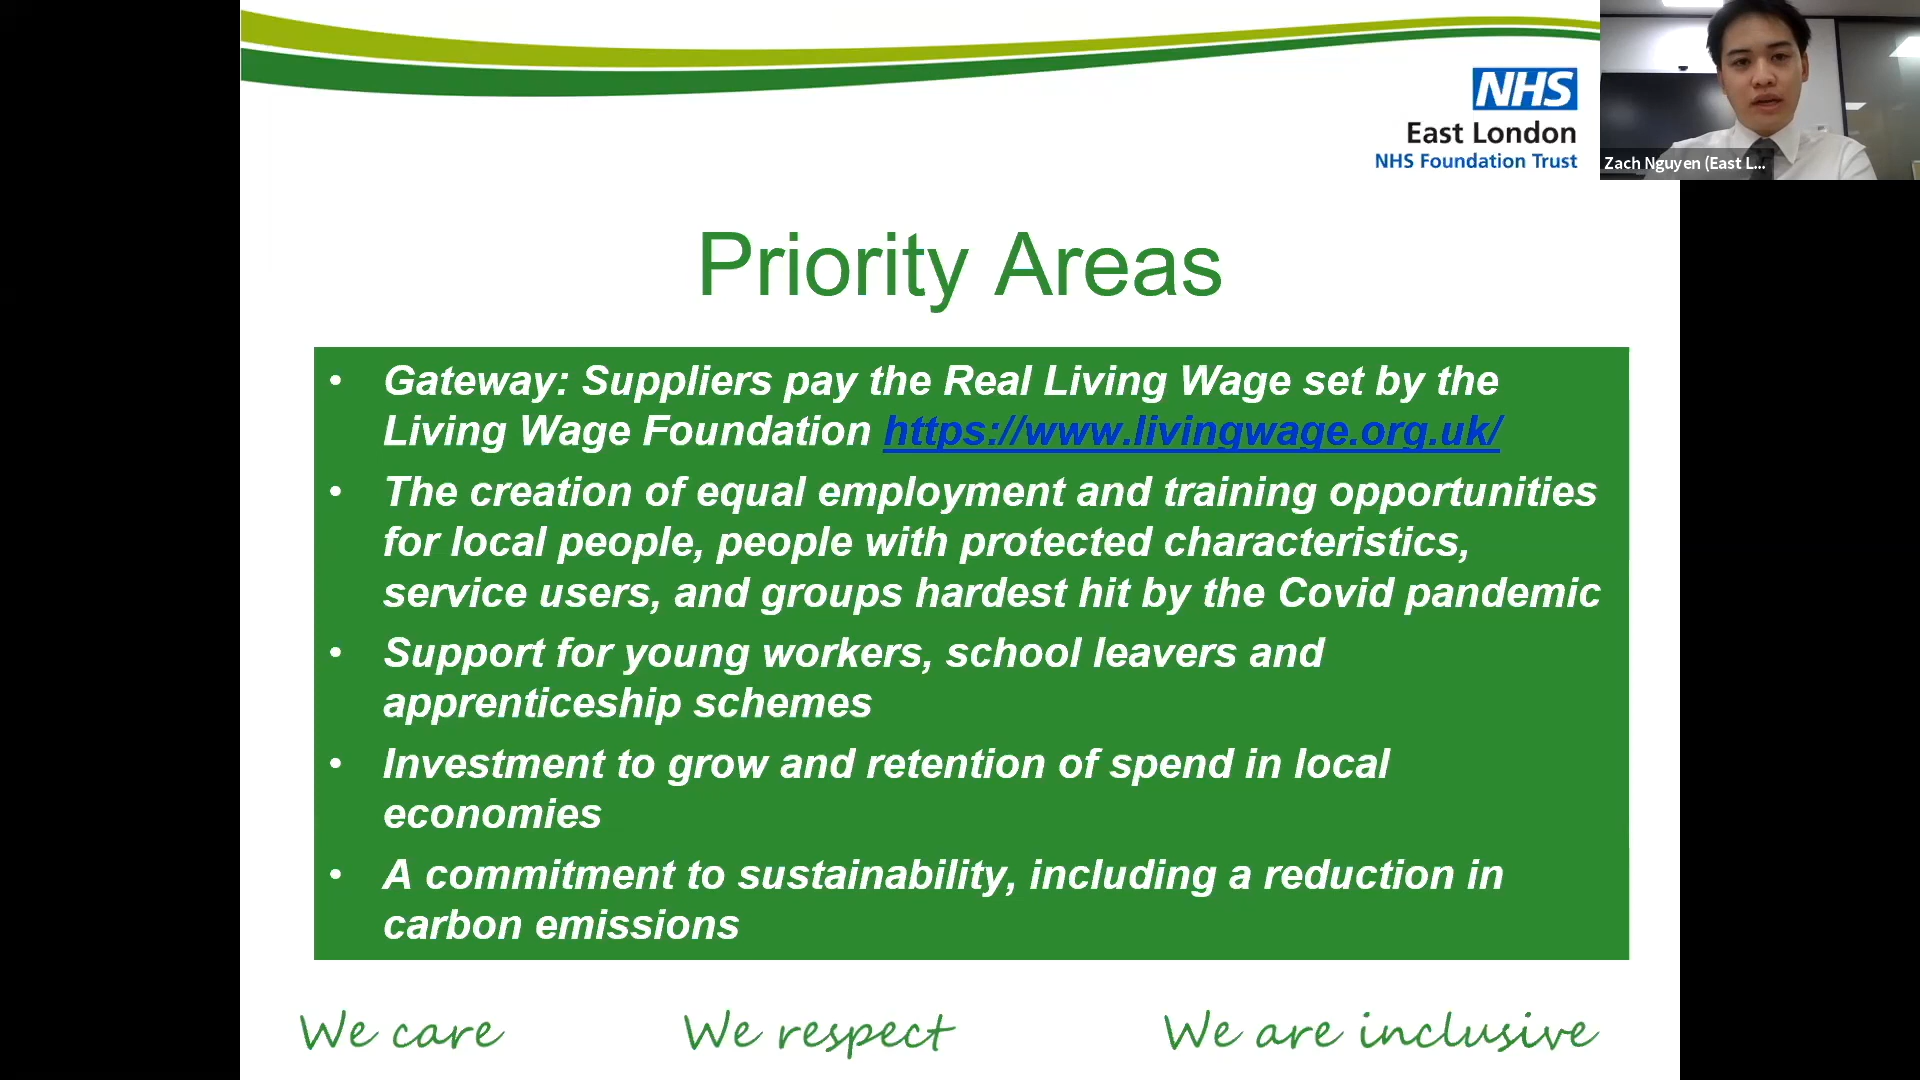 NHS
East London
NHS Foundation Trust
Zach Nguyen (East L...
Priority Areas
• Gateway: Suppliers pay the Real Living Wage set by the
Living Wage Foundation https://www.livingwage.org.uk/
• The creation of equal employment and training opportunities
for local people, people with protected characteristics,
service users, and groups hardest hit by the Covid pandemic
• Support for young workers, school leavers and
apprenticeship schemes
• Investment to grow and retention of spend in local
economies
• A commitment to sustainability, including a reduction in
carbon emissions
We care We respect We are inclusive